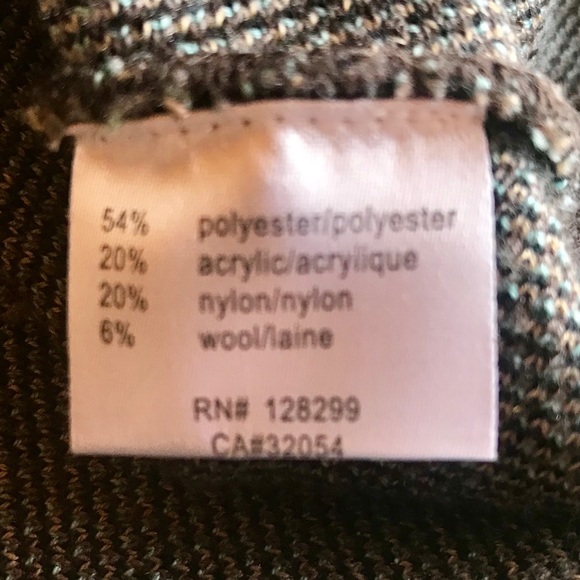 54% polyester/polyester
20% acrylic/acrylique
20% nylon/nylon
6% wool/laine
RN# 128299
CA#32054